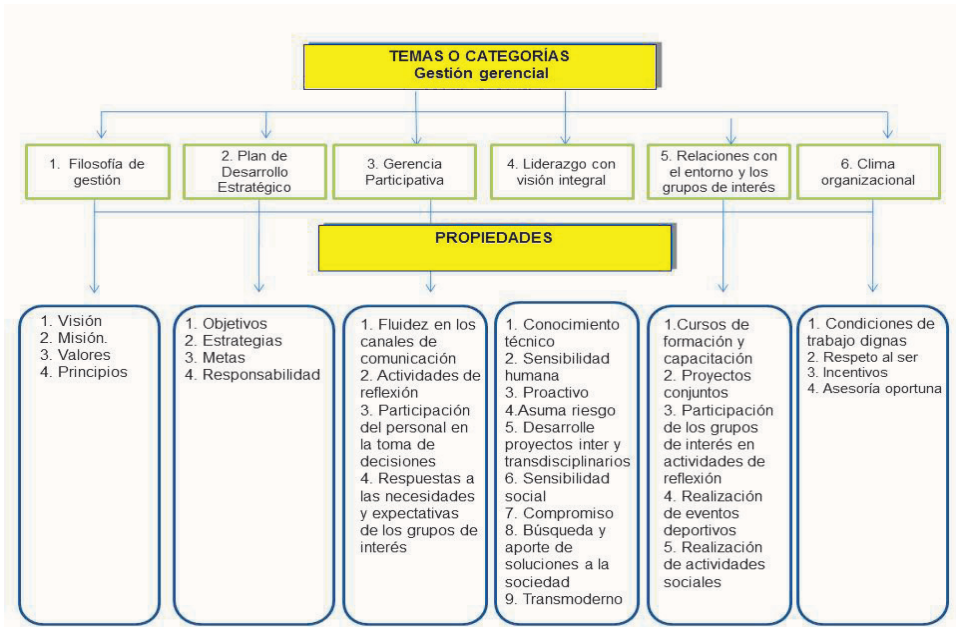 TEMAS O CATEGORÍAS
Gestión gerencial
1. Filosofía de
gestión
2. Plan de
Desarrollo
Estratégico
3. Gerencia
Participativa
4. Liderazgo con
visión integral
5. Relaciones con
el entorno y los
grupos de interés
6. Clima
organizacional
PROPIEDADES
1. Visión
2. Misión.
3. Valores
4. Principios
1. Objetivos
2. Estrategias
3. Metas
4. Responsabilidad
1. Fluidez en los
canales de
comunicación
2. Actividades de
reflexión
3. Participación
del personal en
la toma de
decisiones
4. Respuestas a
las necesidades
y expectativas
de los grupos de
interés
1. Conocimiento
técnico
2. Sensibilidad
humana
3. Proactivo
4.Asuma riesgo
5. Desarrolle
proyectos inter y
transdisciplinarios
6. Sensibilidad
social
7. Compromiso
8. Búsqueda y
aporte de
soluciones a la
sociedad
9. Transmoderno
1.Cursos de
formación y
capacitación
2. Proyectos
conjuntos
3. Participación
de los grupos
de interés en
actividades de
reflexión
4. Realización
de eventos
deportivos
5. Realización
de actividades
sociales
1. Condiciones de
trabajo dignas
2. Respeto al ser
3. Incentivos
4. Asesoría oportuna